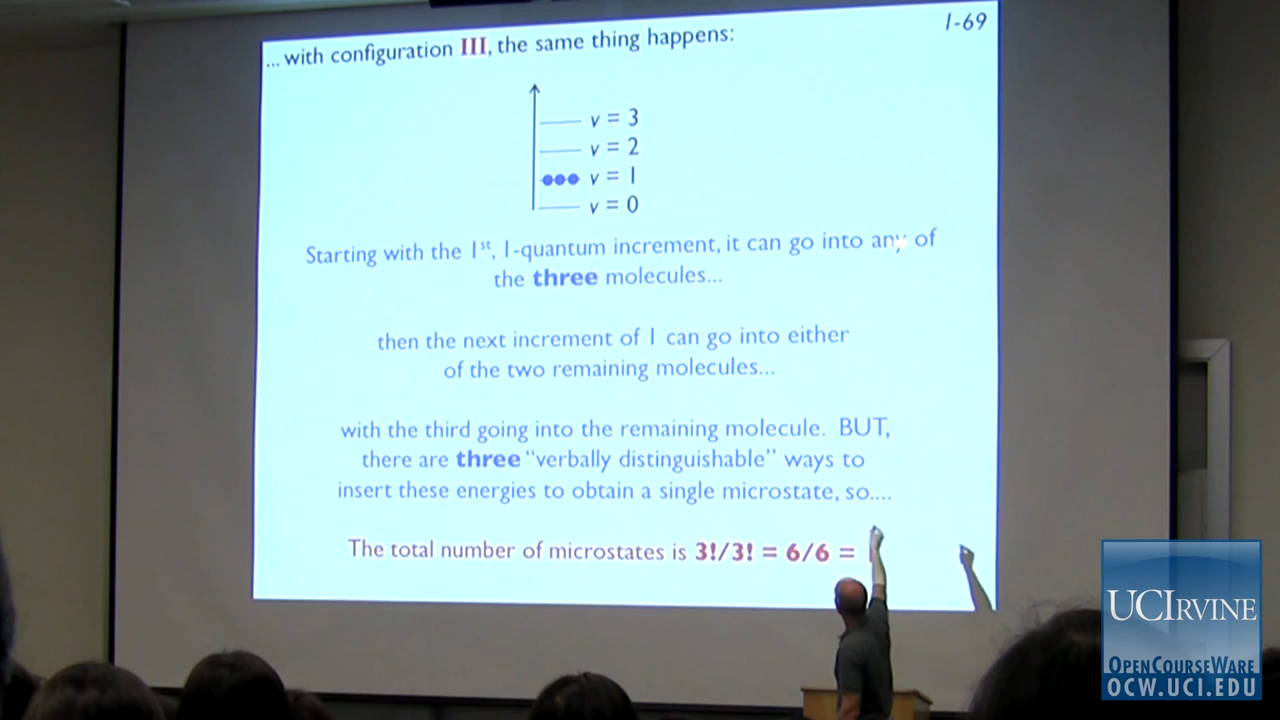 ... with configuration III, the same thing happens:
1-69
v = 3
v = 2
v = 1
v = 0
Starting with the 1st, 1-quantum increment, it can go into any of
the three molecules...
then the next increment of 1 can go into either
of the two remaining molecules...
with the third going into the remaining molecule. BUT,
there are three "verbally distinguishable" ways to
insert these energies to obtain a single microstate, so....
The total number of microstates is 3!/3! = 6/6 =
UCIRVINE
OPENCOURSEWARE
OCW.UCI.EDU